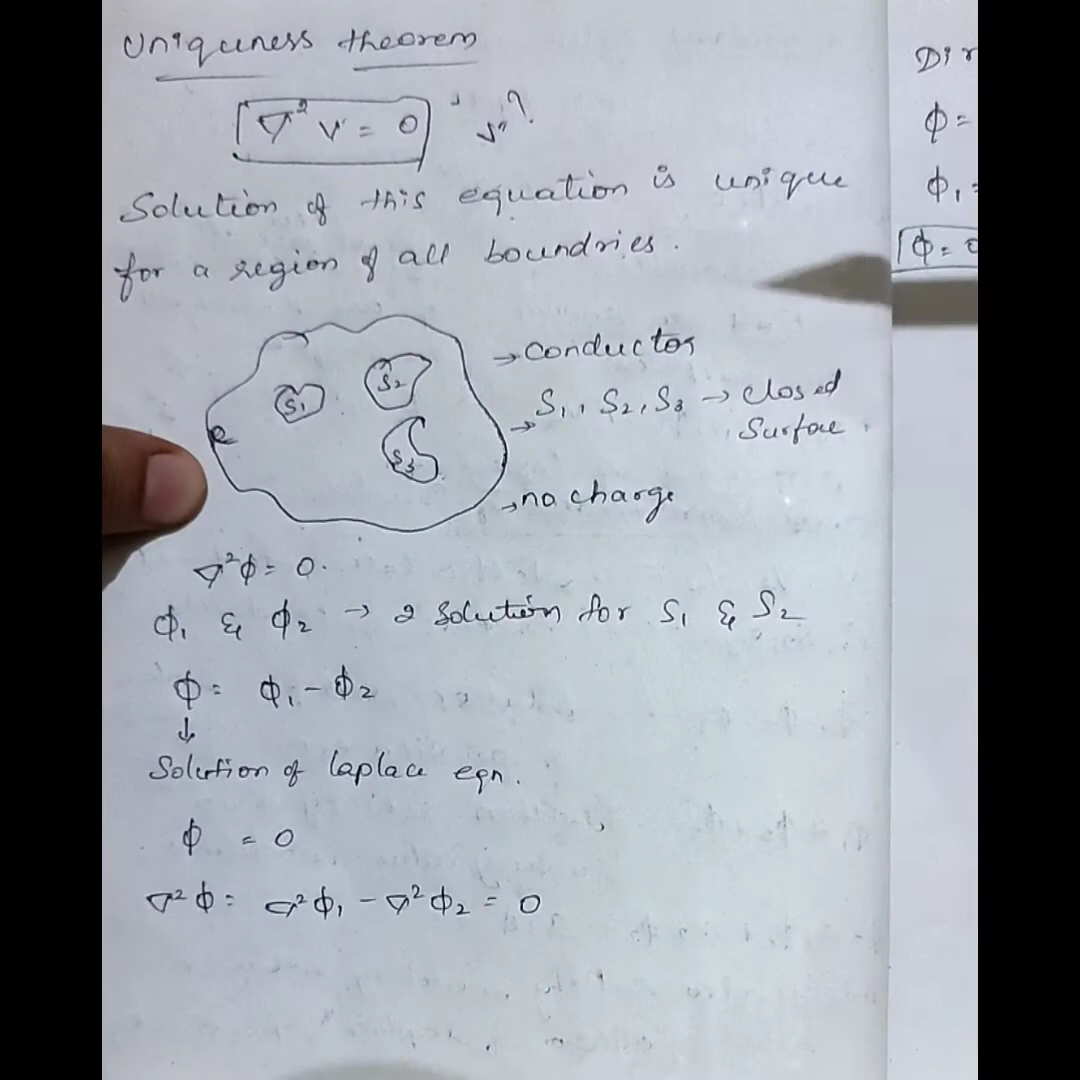 Uniqueness theorem
∇² V = 0
Solution of this equation is unique
for a region of all boundries.
S₁
S₂
S₃
→ conductor
→ S₁, S₂, S₃ → closed
surface
→ no charge
∇²ϕ = 0.
ϕ₁ & ϕ₂ → 2 solution for S₁ & S₂
ϕ = ϕ₁ - ϕ₂
↓
Solution of laplace eqn.
ϕ = 0
∇²ϕ = ∇²ϕ₁ - ∇²ϕ₂ = 0
ϕ =
ϕ₁ =
ϕ = 0